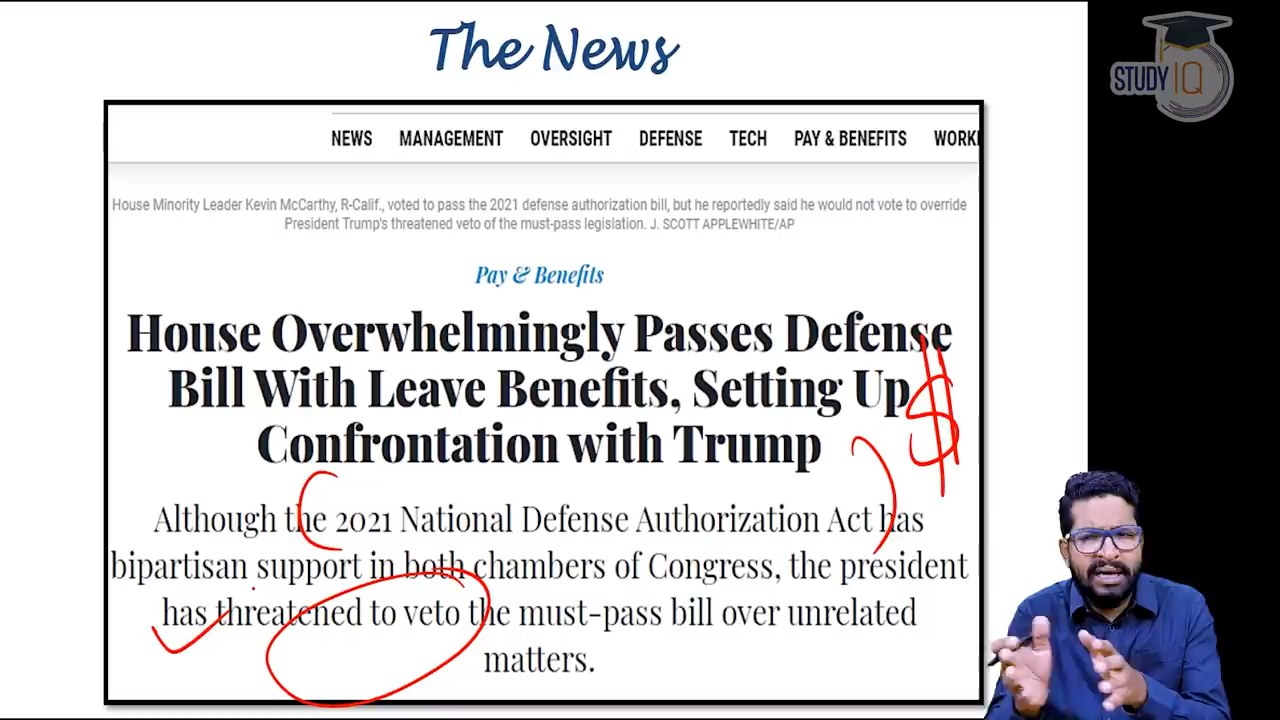 The News
STUDY IQ
NEWS MANAGEMENT OVERSIGHT DEFENSE TECH PAY & BENEFITS WORK
House Minority Leader Kevin McCarthy, R-Calif., voted to pass the 2021 defense authorization bill, but he reportedly said he would not vote to override
President Trump's threatened veto of the must-pass legislation. J. SCOTT APPLEWHITE/AP
Pay & Benefits
House Overwhelmingly Passes Defense
Bill With Leave Benefits, Setting Up
Confrontation with Trump
$
Although the 2021 National Defense Authorization Act has
bipartisan support in both chambers of Congress, the president
has threatened to veto the must-pass bill over unrelated
matters.